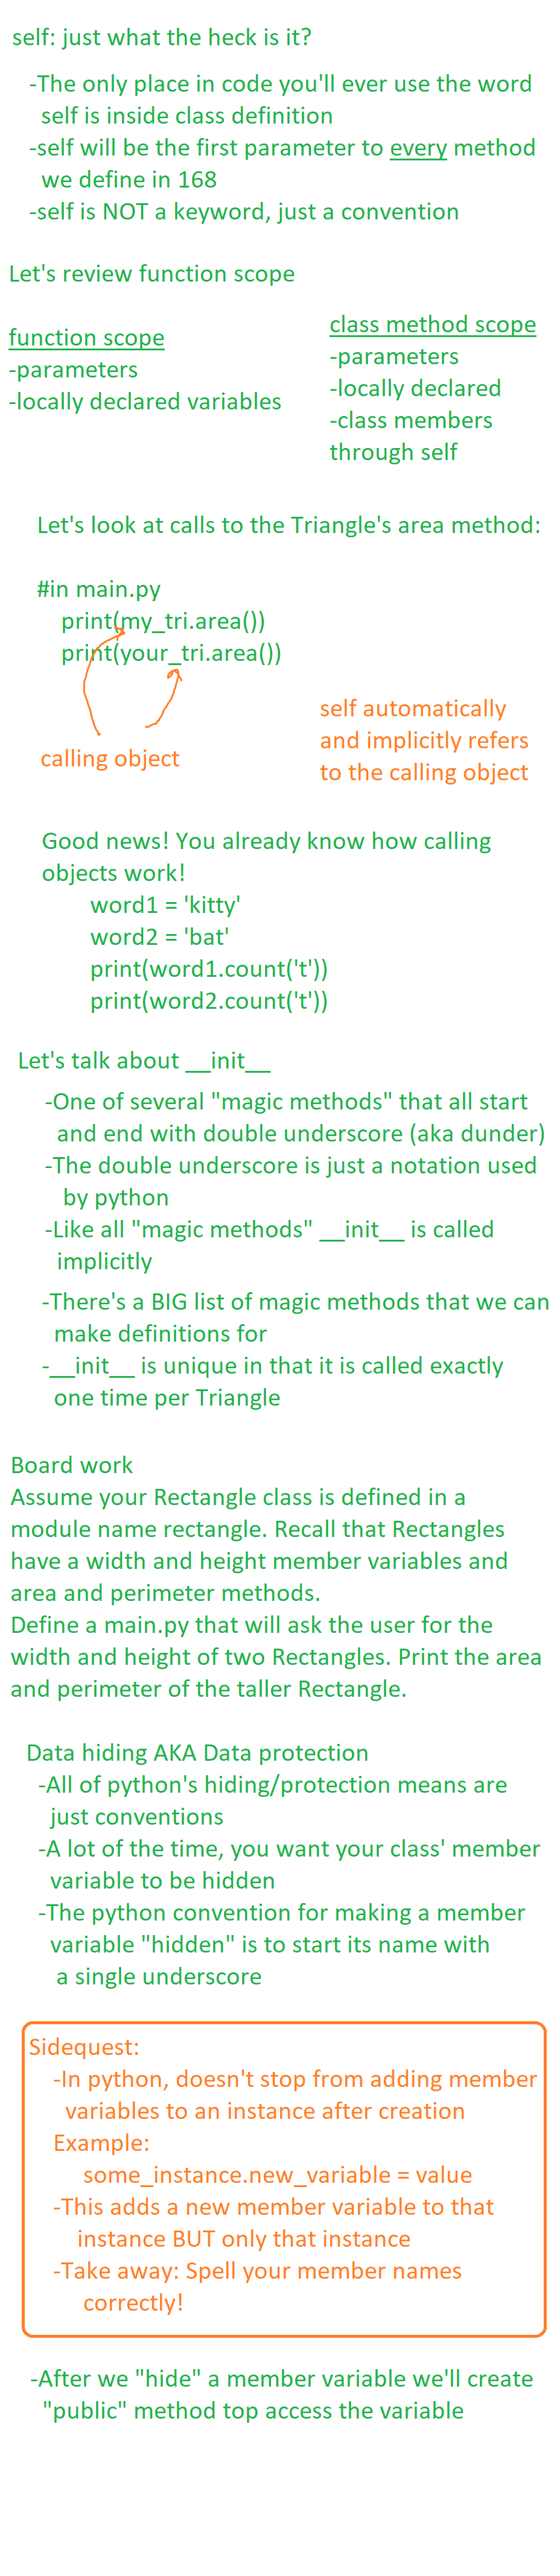 self: just what the heck is it?
-The only place in code you'll ever use the word
self is inside class definition
-self will be the first parameter to every method
we define in 168
-self is NOT a keyword, just a convention
Let's review function scope
function scope
-parameters
-locally declared variables
class method scope
-parameters
-locally declared
-class members
through self
Let's look at calls to the Triangle's area method:
#in main.py
print(my_tri.area())
print(your_tri.area())
calling object
self automatically
and implicitly refers
to the calling object
Good news! You already know how calling
objects work!
word1 = 'kitty'
word2 = 'bat'
print(word1.count('t'))
print(word2.count('t'))
Let's talk about __init__
-One of several "magic methods" that all start
and end with double underscore (aka dunder)
-The double underscore is just a notation used
by python
-Like all "magic methods" __init__ is called
implicitly
-There's a BIG list of magic methods that we can
make definitions for
-__init__ is unique in that it is called exactly
one time per Triangle
Board work
Assume your Rectangle class is defined in a
module name rectangle. Recall that Rectangles
have a width and height member variables and
area and perimeter methods.
Define a main.py that will ask the user for the
width and height of two Rectangles. Print the area
and perimeter of the taller Rectangle.
Data hiding AKA Data protection
-All of python's hiding/protection means are
just conventions
-A lot of the time, you want your class' member
variable to be hidden
-The python convention for making a member
variable "hidden" is to start its name with
a single underscore
Sidequest:
-In python, doesn't stop from adding member
variables to an instance after creation
Example:
some_instance.new_variable = value
-This adds a new member variable to that
instance BUT only that instance
-Take away: Spell your member names
correctly!
-After we "hide" a member variable we'll create
"public" method top access the variable